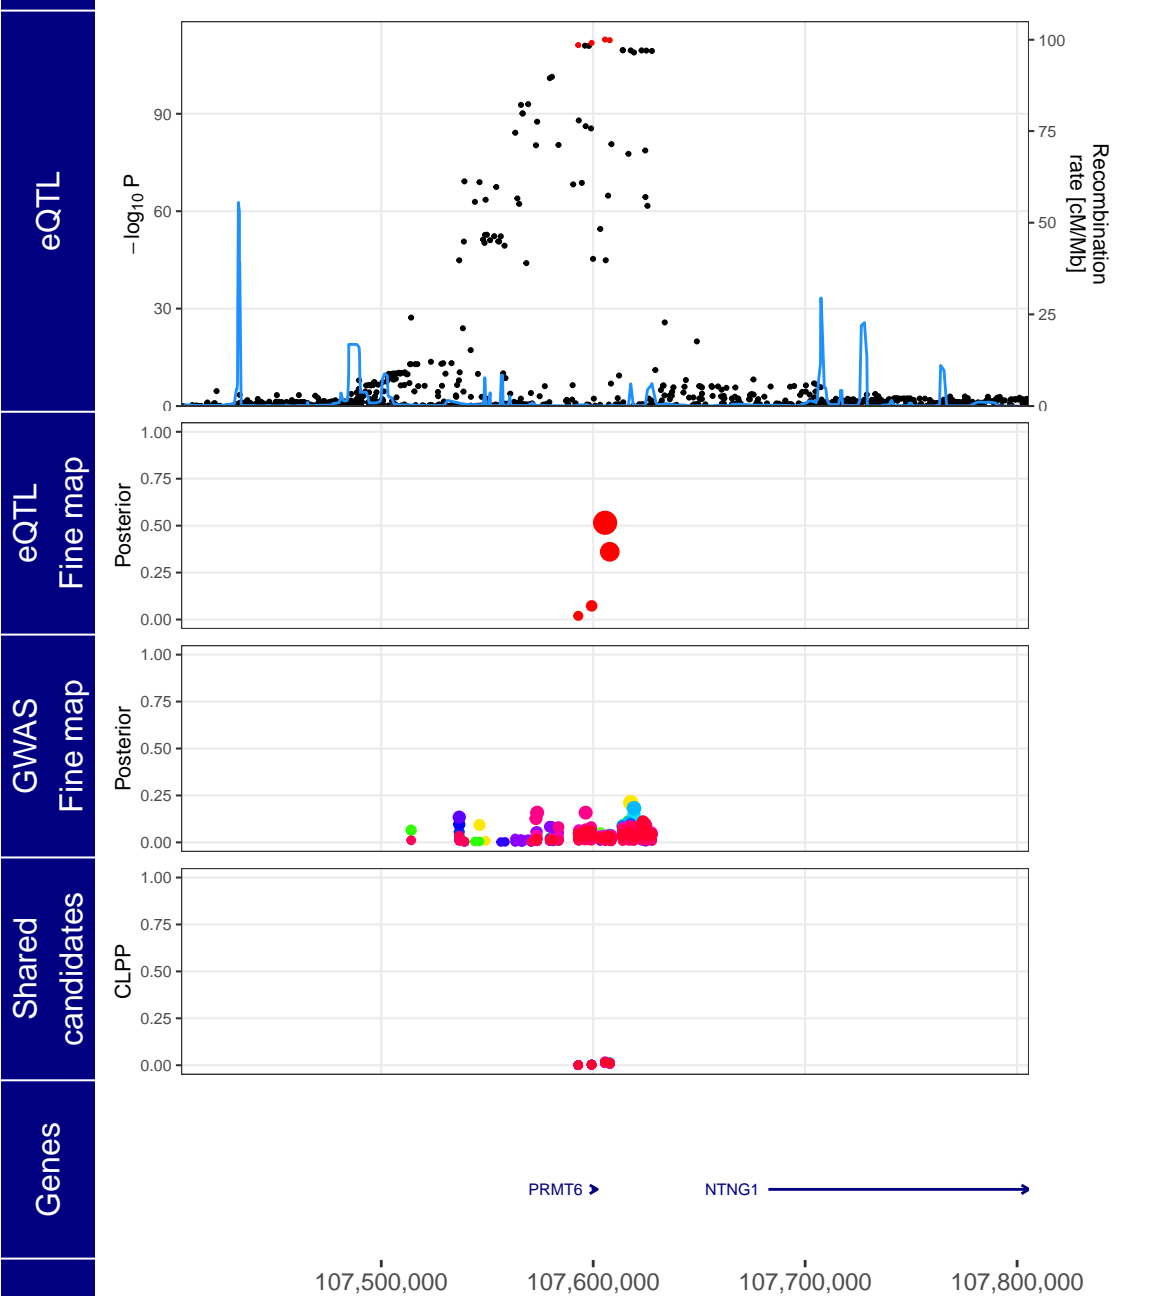 eQTL
−log10 P
90
60
30
0
100
75
50
25
0
Recombination
rate [cM/Mb]
eQTL
Fine map
Posterior
1.00
0.75
0.50
0.25
0.00
GWAS
Fine map
Posterior
1.00
0.75
0.50
0.25
0.00
Shared
candidates
CLPP
1.00
0.75
0.50
0.25
0.00
Genes
PRMT6
NTNG1
107,500,000 107,600,000 107,700,000 107,800,000